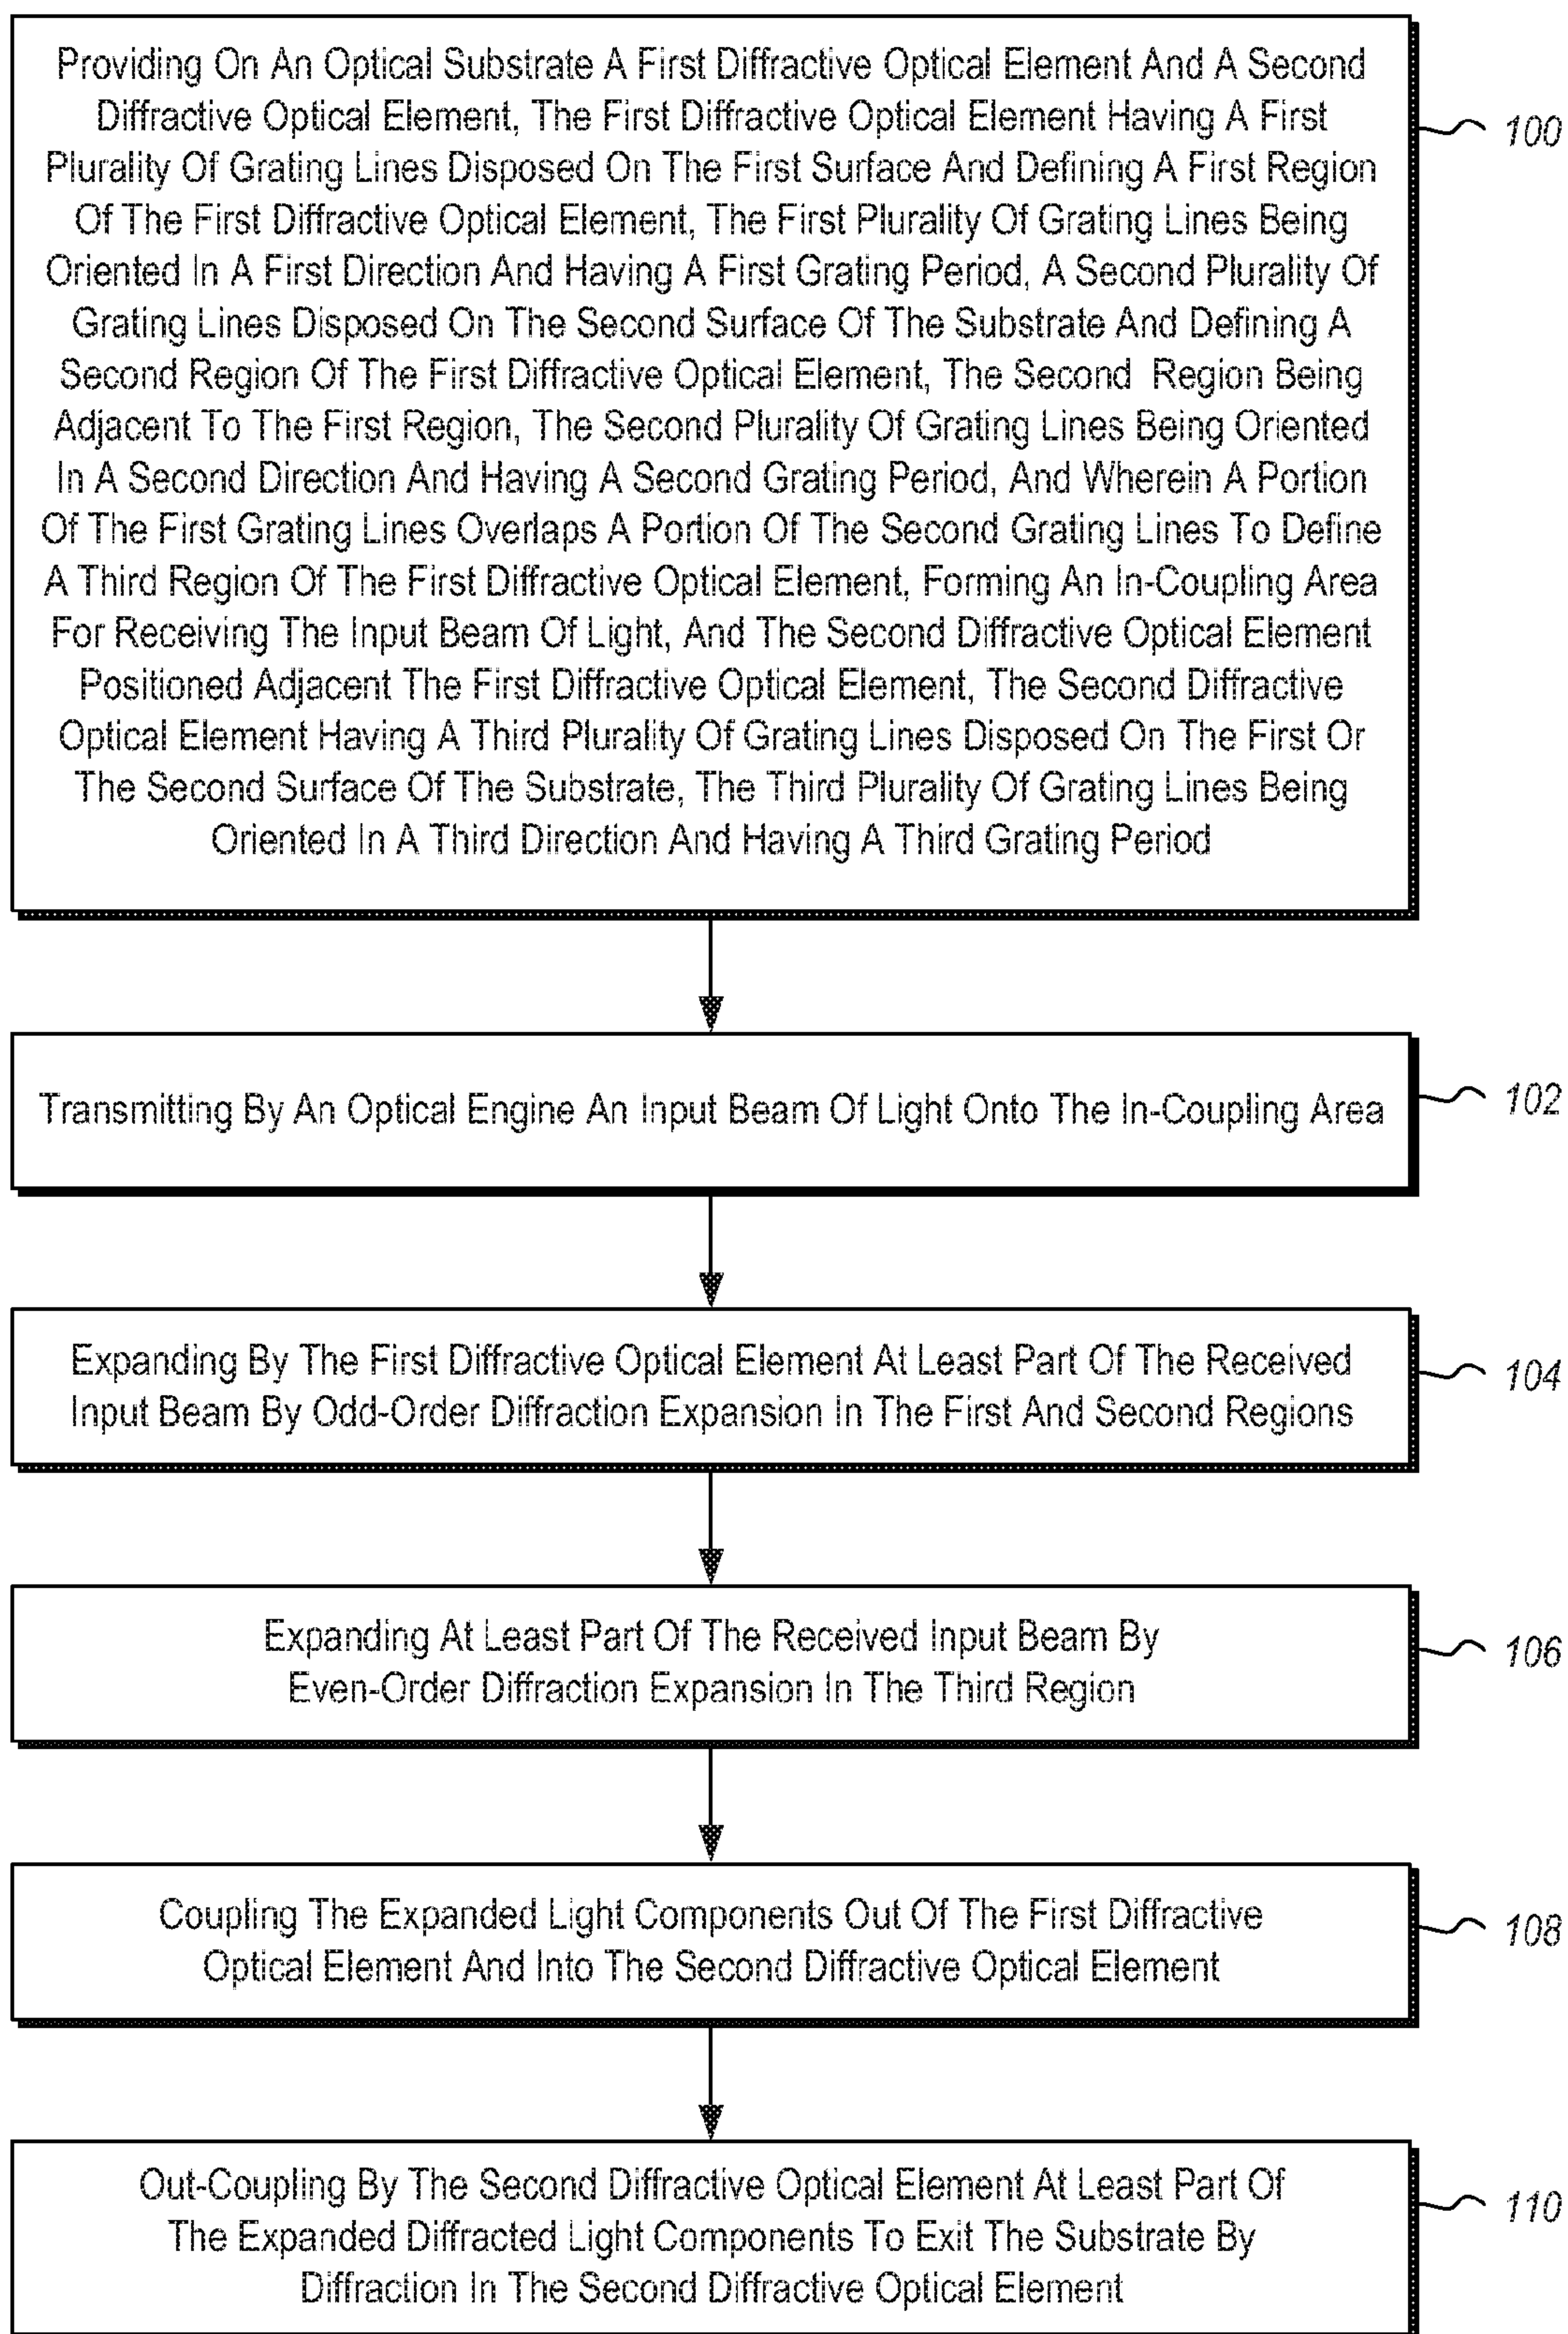 Providing On An Optical Substrate A First Diffractive Optical Element And A Second
Diffractive Optical Element, The First Diffractive Optical Element Having A First
Plurality Of Grating Lines Disposed On The First Surface And Defining A First Region
Of The First Diffractive Optical Element, The First Plurality Of Grating Lines Being
Oriented In A First Direction And Having A First Grating Period, A Second Plurality Of
Grating Lines Disposed On The Second Surface Of The Substrate And Defining A
Second Region Of The First Diffractive Optical Element, The Second Region Being
Adjacent To The First Region, The Second Plurality Of Grating Lines Being Oriented
In A Second Direction And Having A Second Grating Period, And Wherein A Portion
Of The First Grating Lines Overlaps A Portion Of The Second Grating Lines To Define
A Third Region Of The First Diffractive Optical Element, Forming An In-Coupling Area
For Receiving The Input Beam Of Light, And The Second Diffractive Optical Element
Positioned Adjacent The First Diffractive Optical Element, The Second Diffractive
Optical Element Having A Third Plurality Of Grating Lines Disposed On The First Or
The Second Surface Of The Substrate, The Third Plurality Of Grating Lines Being
Oriented In A Third Direction And Having A Third Grating Period
100
Transmitting By An Optical Engine An Input Beam Of Light Onto The In-Coupling Area
102
Expanding By The First Diffractive Optical Element At Least Part Of The Received
Input Beam By Odd-Order Diffraction Expansion In The First And Second Regions
104
Expanding At Least Part Of The Received Input Beam By
Even-Order Diffraction Expansion In The Third Region
106
Coupling The Expanded Light Components Out Of The First Diffractive
Optical Element And Into The Second Diffractive Optical Element
108
Out-Coupling By The Second Diffractive Optical Element At Least Part Of
The Expanded Diffracted Light Components To Exit The Substrate By
Diffraction In The Second Diffractive Optical Element
110